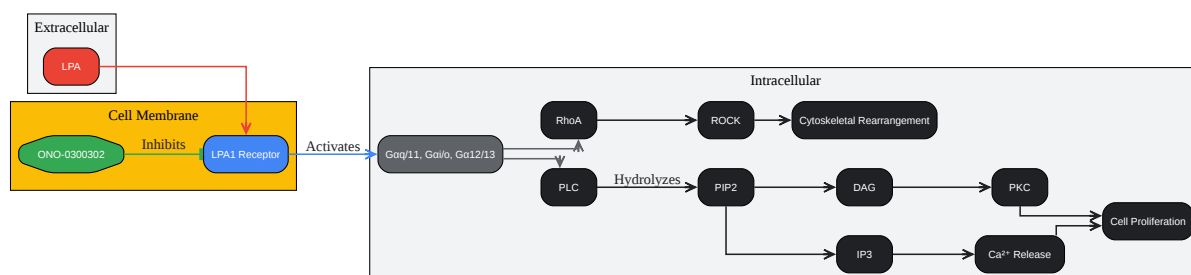 Extracellular
LPA
Intracellular
Cell Membrane
RhoA
ROCK
Cytoskeletal Rearrangement
ONO-0300302
Inhibits
LPA1 Receptor
Activates
Gαq/11, Gαi/o, Gα12/13
PLC
Hydrolyzes
PIP2
DAG
PKC
Cell Proliferation
IP3
Ca²⁺ Release